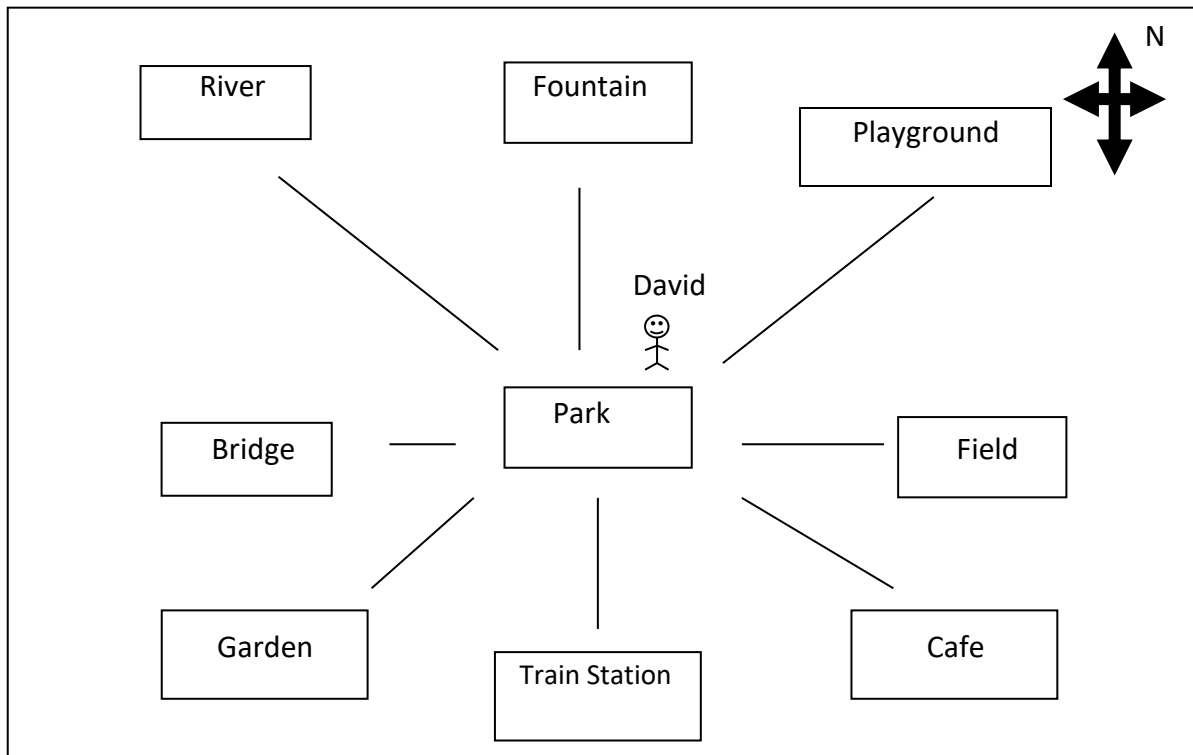 N
River
Fountain
Playground
David
Park
Bridge
Field
Garden
Train Station
Cafe